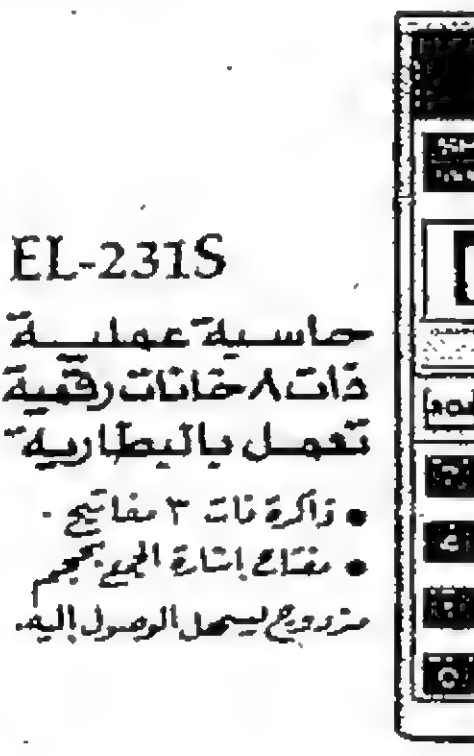 EL-231S
حاسبة عملية
ذات ٨ خانات رقمية
تعمل بالبطارية
• ذاكرة ذات ٣ مفاتيح .
• مفتاح إشارة الجمع بحجم
مزدوج ليسهل الوصول إليه.